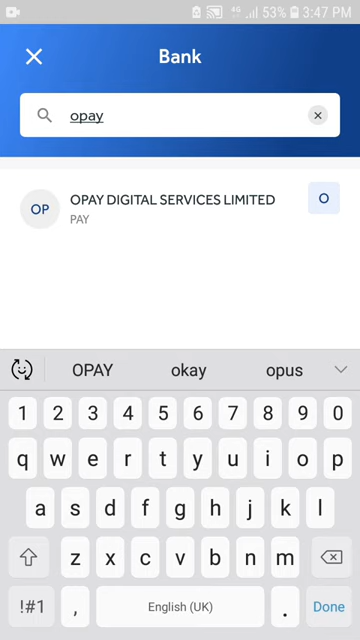 4G 53% 3:47 PM
Bank
opay
OP OPAY DIGITAL SERVICES LIMITED O
PAY
OPAY okay opus
1 2 3 4 5 6 7 8 9 0
q w e r t y u i o p
a s d f g h j k l
z x c v b n m
!#1 , English (UK) . Done